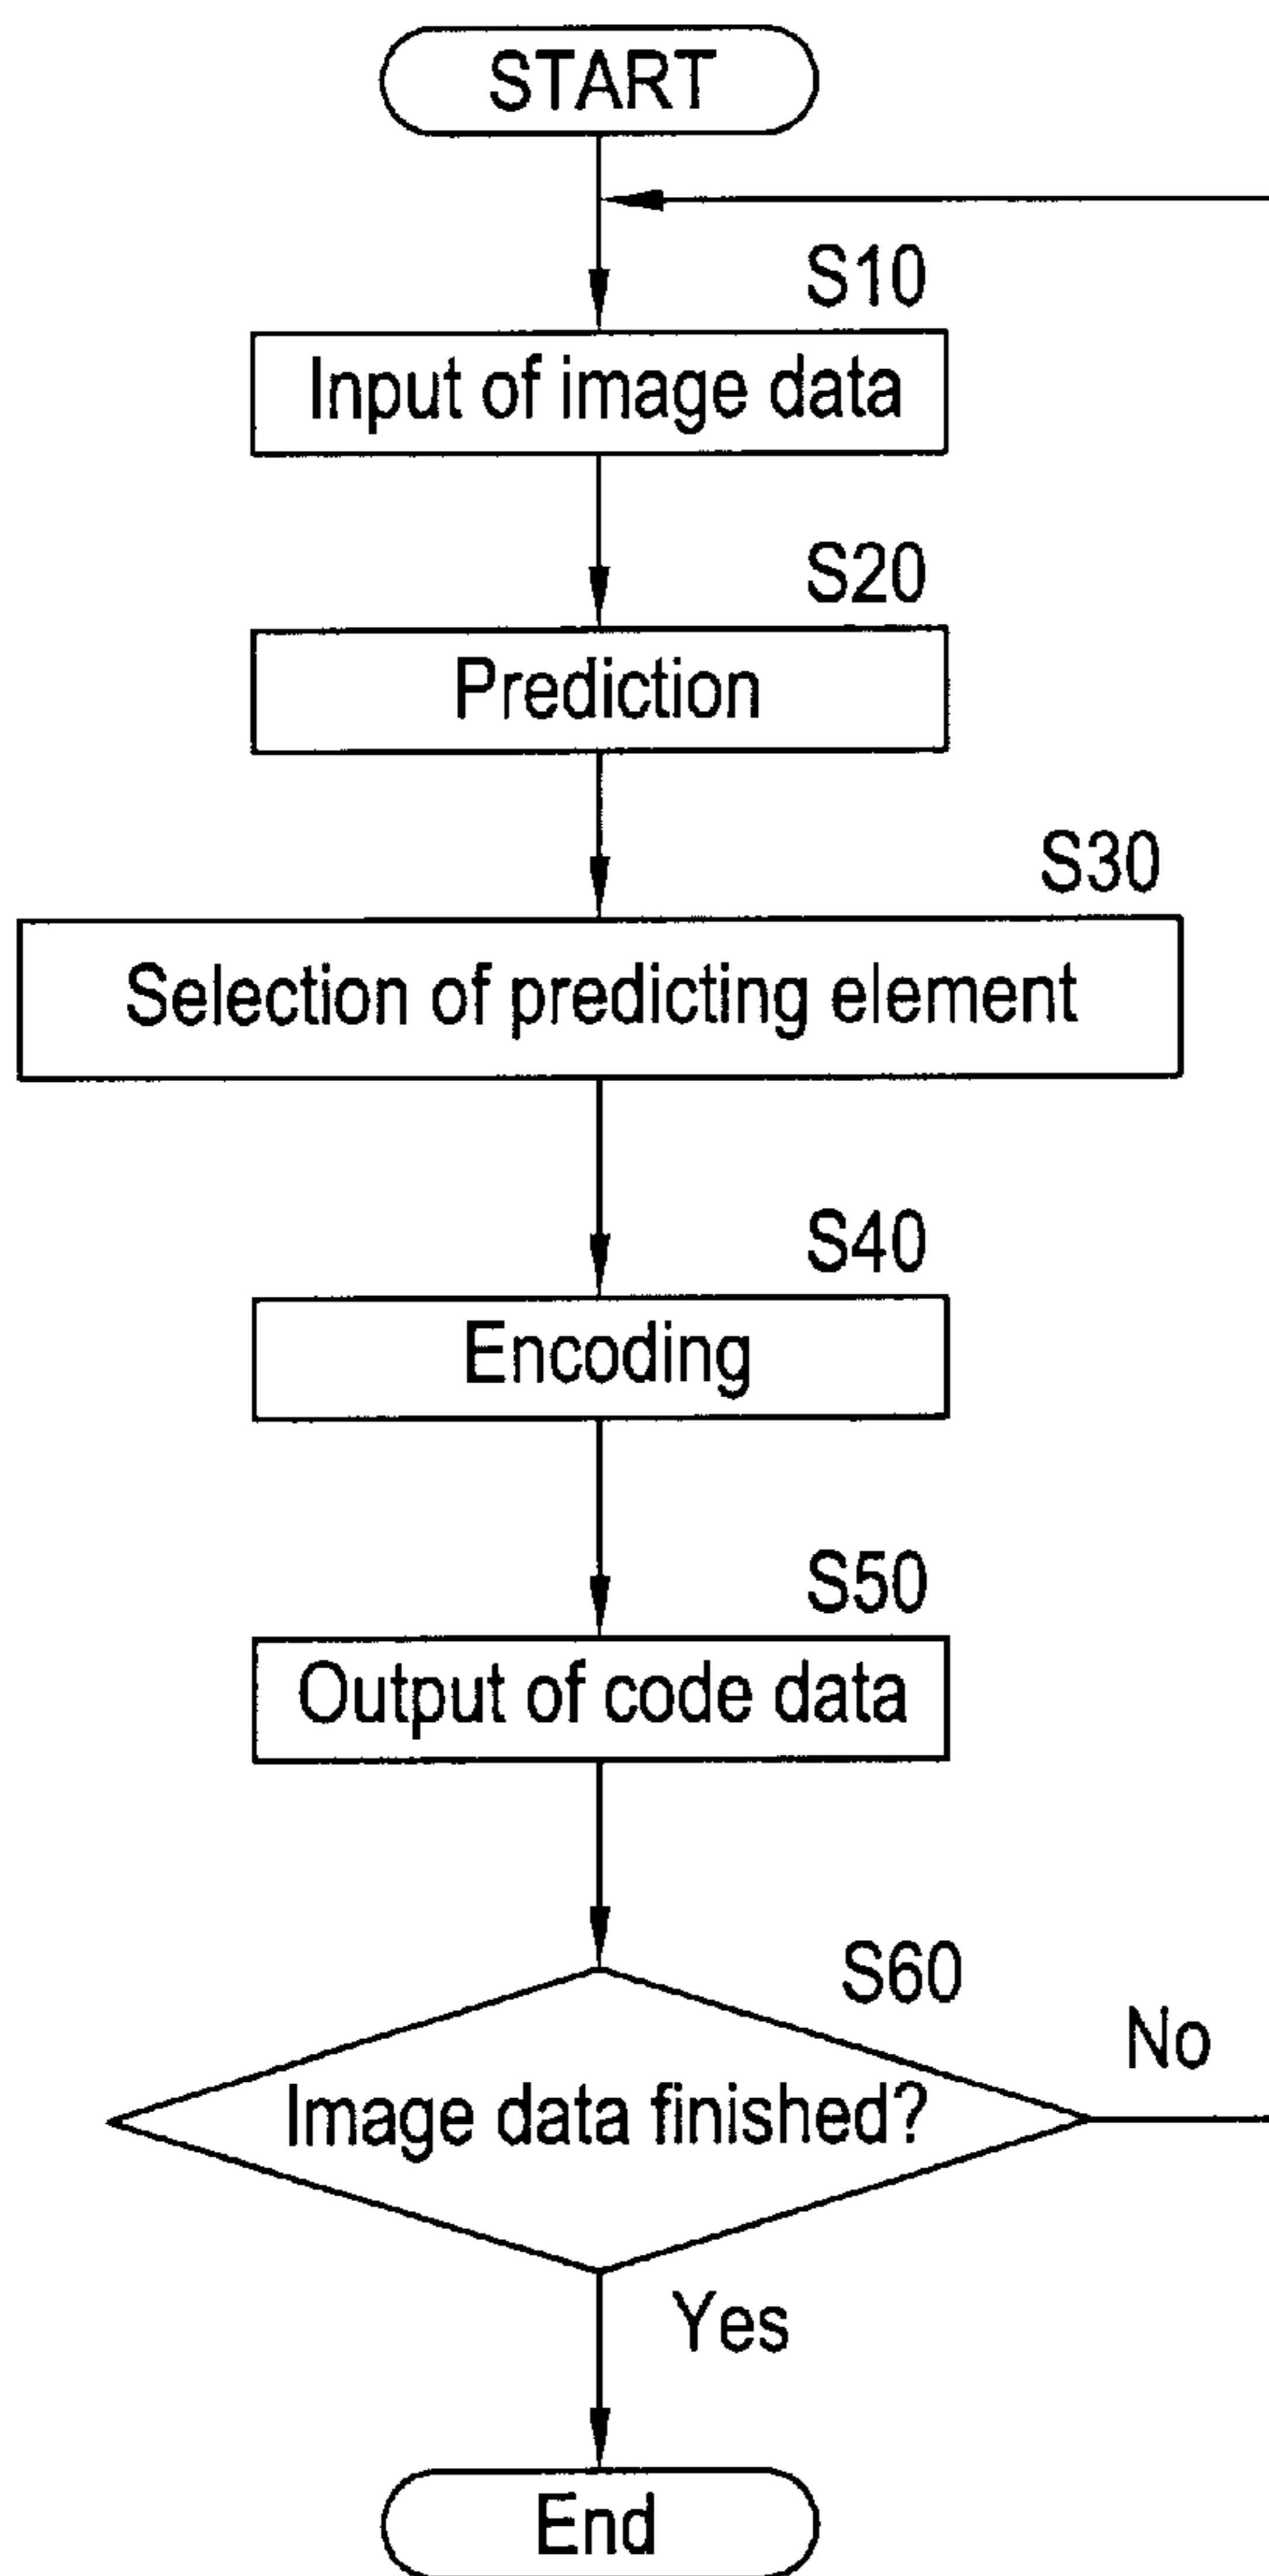 START
S10
Input of image data
S20
Prediction
S30
Selection of predicting element
S40
Encoding
S50
Output of code data
S60
Image data finished?
No
Yes
End